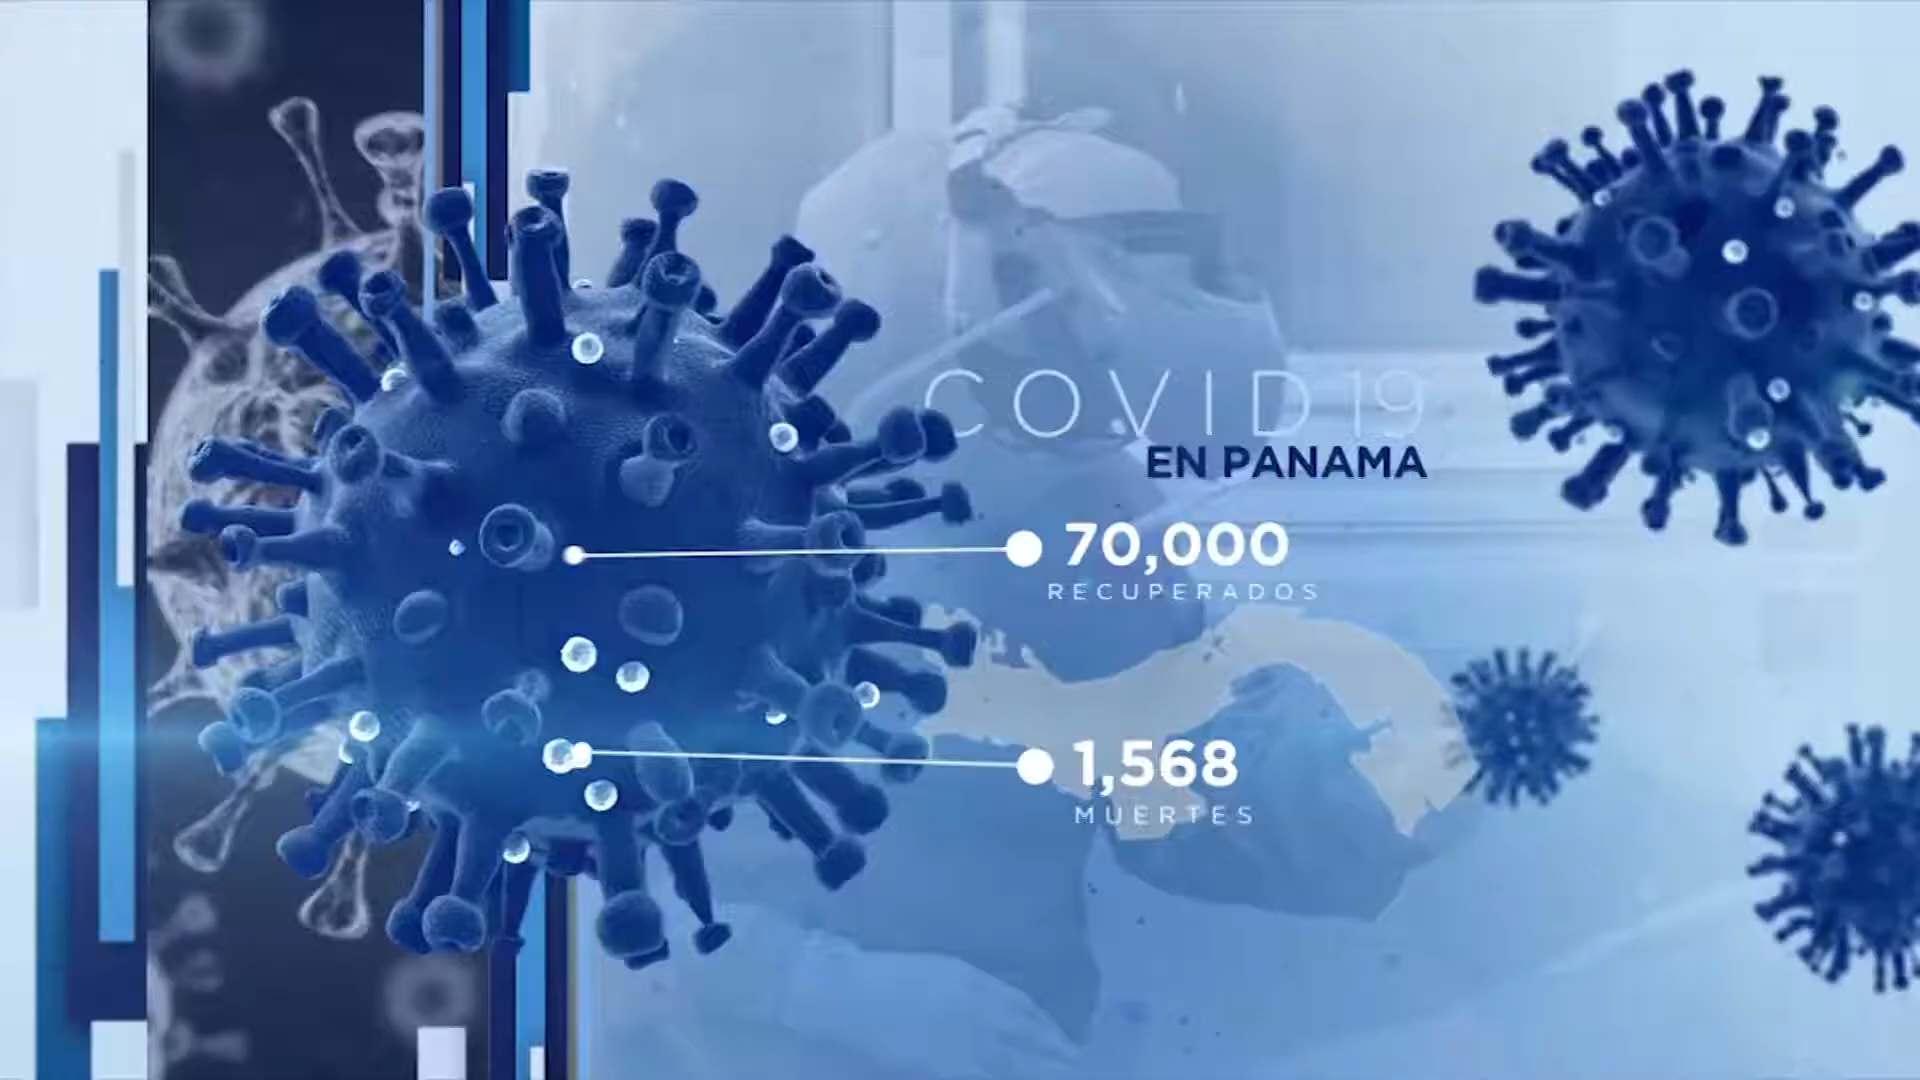 COVID 19
EN PANAMA
70,000
RECUPERADOS
1,568
MUERTES